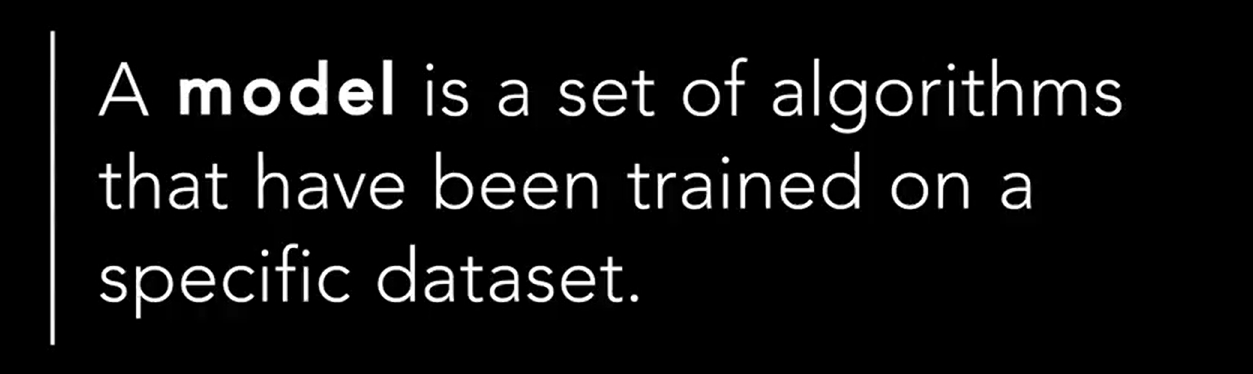 A model is a set of algorithms
that have been trained on a
specific dataset.